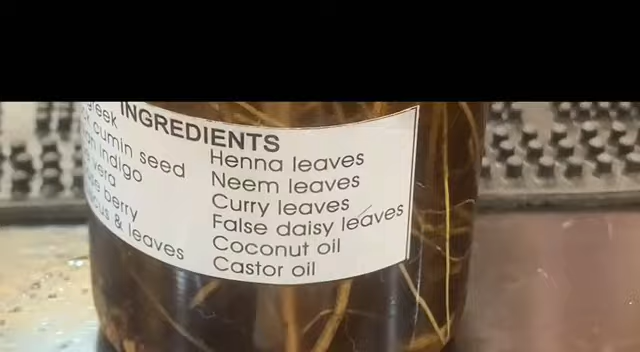 INGREDIENTS
cumin seed
indigo
vera
berry
& leaves
Henna leaves
Neem leaves
Curry leaves
False daisy leaves
Coconut oil
Castor oil